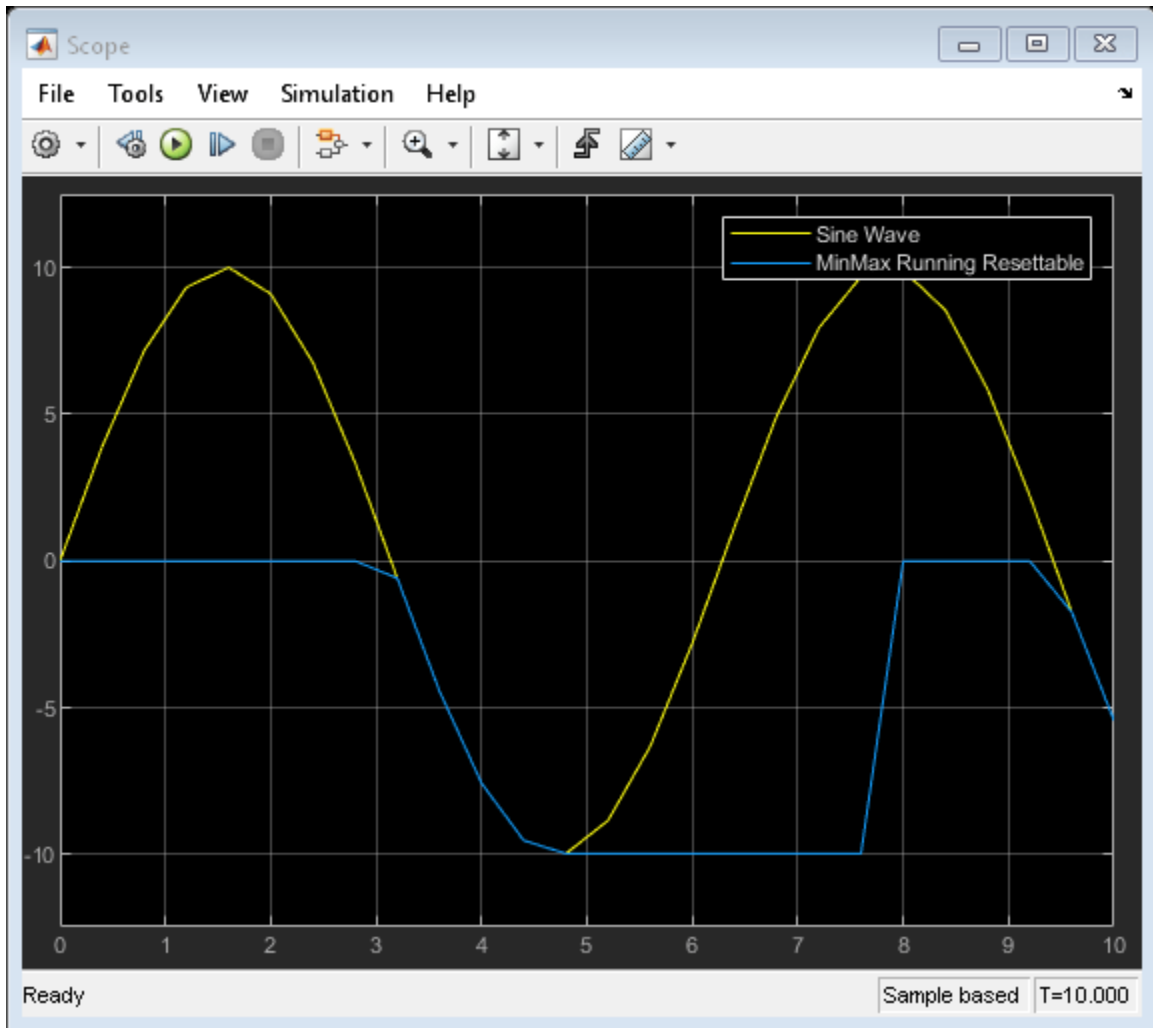 Scope
File Tools View Simulation Help
Sine Wave
MinMax Running Resettable
10
5
0
-5
-10
0 1 2 3 4 5 6 7 8 9 10
Ready Sample based T=10.000